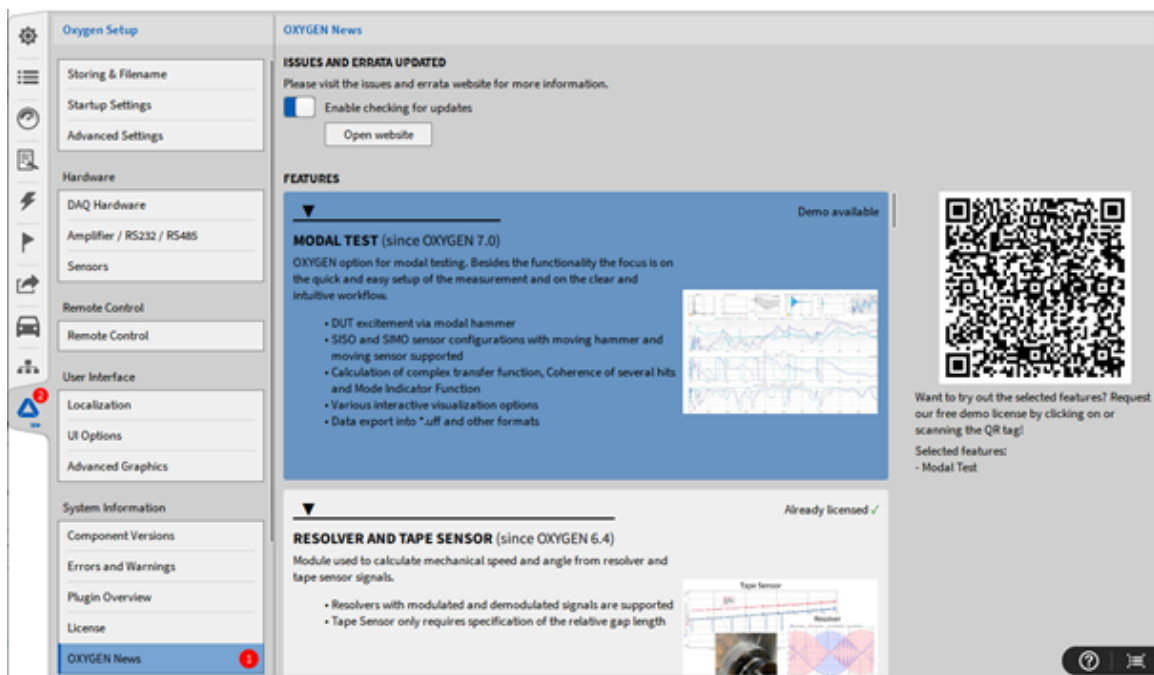 Oxygen Setup
Storing & Filename
Startup Settings
Advanced Settings
Hardware
DAQ Hardware
Amplifier / RS232 / RS485
Sensors
Remote Control
Remote Control
User Interface
Localization
UI Options
Advanced Graphics
System Information
Component Versions
Errors and Warnings
Plugin Overview
License
OXYGEN News
1
2
OXYGEN News
ISSUES AND ERRATA UPDATED
Please visit the issues and errata website for more information.
Enable checking for updates
Open website
FEATURES
Demo available
MODAL TEST (since OXYGEN 7.0)
OXYGEN option for modal testing. Besides the functionality the focus is on
the quick and easy setup of the measurement and on the clear and
intuitive workflow.
• DUT excitement via modal hammer
• SISO and SIMO sensor configurations with moving hammer and
moving sensor supported
• Calculation of complex transfer function, Coherence of several hits
and Mode Indicator Function
• Various interactive visualization options
• Data export into *.uff and other formats
Already licensed ✓
RESOLVER AND TAPE SENSOR (since OXYGEN 6.4)
Module used to calculate mechanical speed and angle from resolver and
tape sensor signals.
• Resolvers with modulated and demodulated signals are supported
• Tape Sensor only requires specification of the relative gap length
Tape Sensor
Resolver
Want to try out the selected features? Request
our free demo license by clicking on or
scanning the QR tag!
Selected features:
- Modal Test